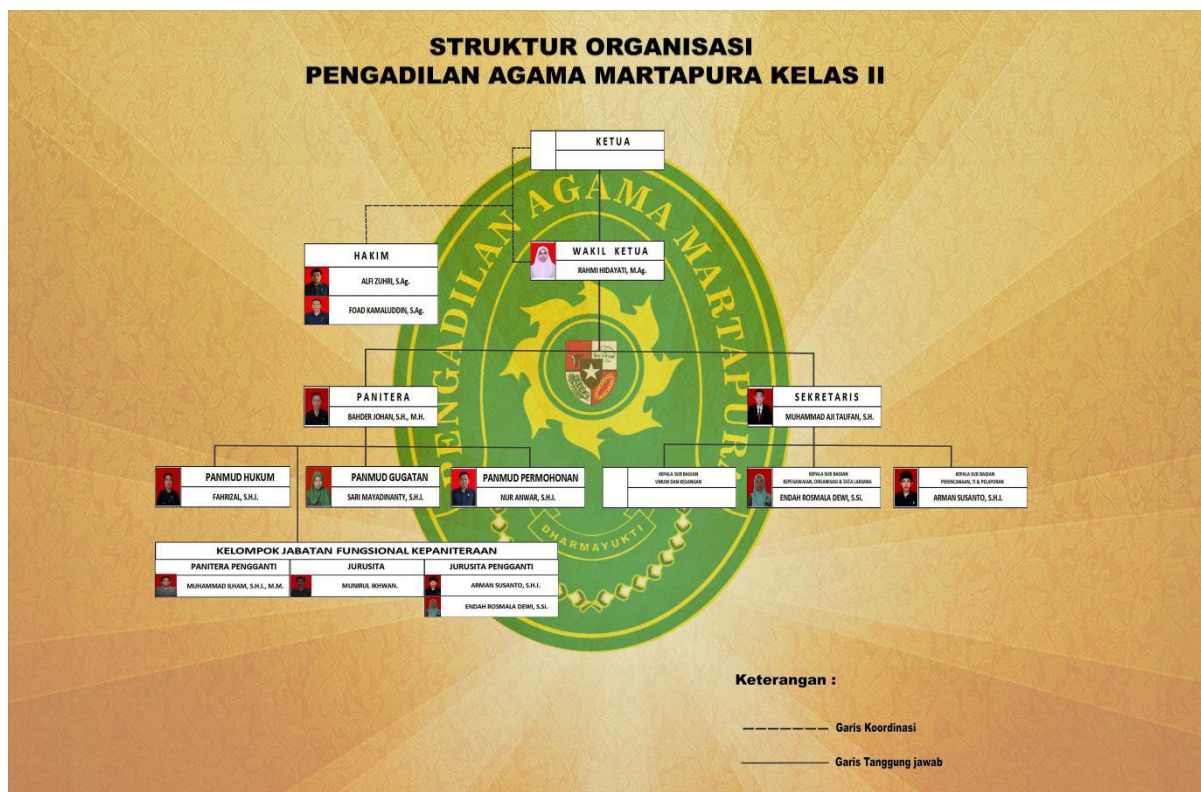 STRUKTUR ORGANISASI
PENGADILAN AGAMA MARTAPURA KELAS II
KETUA
HAKIM
ALFI ZUHRI, S.Ag.
FOAD KAMALUDDIN, S.Ag.
WAKIL KETUA
RAHMI HIDAYATI, M.Ag.
PENGADILAN AGAMA MARTAPURA
PANITERA
BAHDER JOHAN, S.H., M.H.
SEKRETARIS
MUHAMMAD AJI TAUFAN, S.H.
PANMUD HUKUM
FAHRIZAL, S.H.I.
PANMUD GUGATAN
SARI MAYADINANTY, S.H.I.
PANMUD PERMOHONAN
NUR ANWAR, S.H.I.
KEPALA SUB BAGIAN
UMUM DAN KEUANGAN
KEPALA SUB BAGIAN
KEPEGAWAIAN, ORGANISASI & TATA LAKSANA
ENDAH ROSMALA DEWI, S.Si.
KEPALA SUB BAGIAN
PERENCANAAN, TI & PELAPORAN
ARMAN SUSANTO, S.H.I.
DHARMAYUKTI
KELOMPOK JABATAN FUNGSIONAL KEPANITERAAN
PANITERA PENGGANTI
MUHAMMAD ILHAM, S.H.I., M.M.
JURUSITA
MUNIRUL IKHWAN.
JURUSITA PENGGANTI
ARMAN SUSANTO, S.H.I.
ENDAH ROSMALA DEWI, S.Si.
Keterangan :
Garis Koordinasi
Garis Tanggung jawab